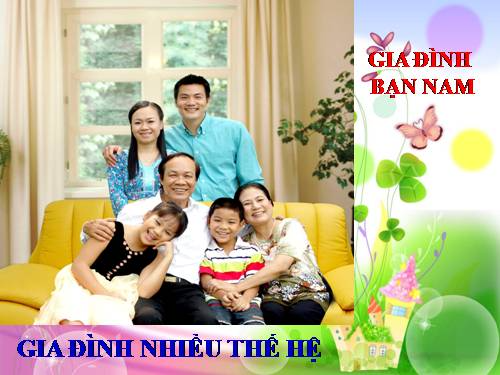 GIA ĐÌNH
BẠN NAM
GIA ĐÌNH NHIỀU THẾ HỆ